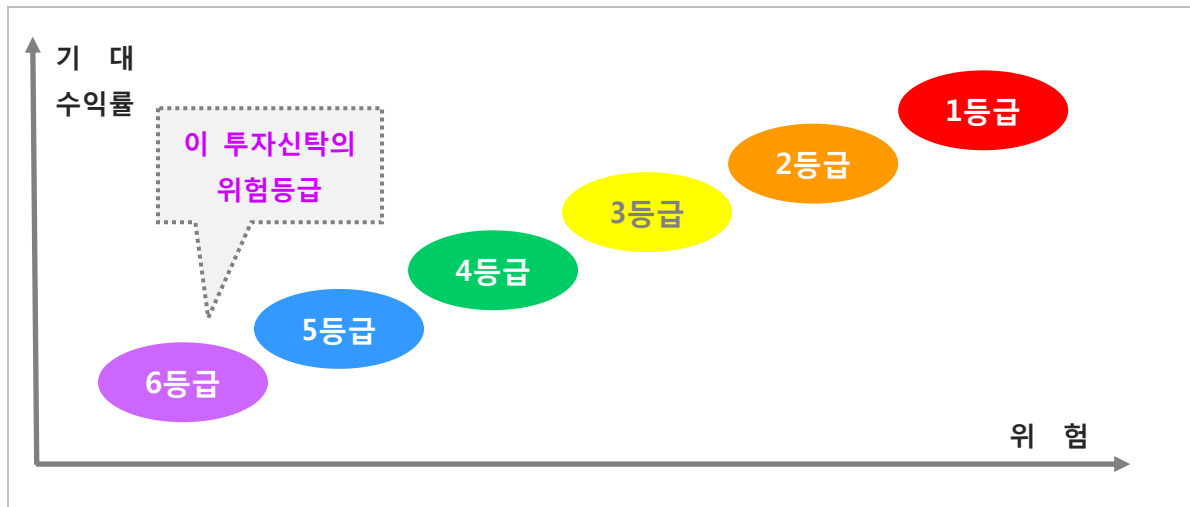 기 대
수익률
이 투자신탁의
위험등급
1등급
2등급
3등급
4등급
5등급
6등급
위 험